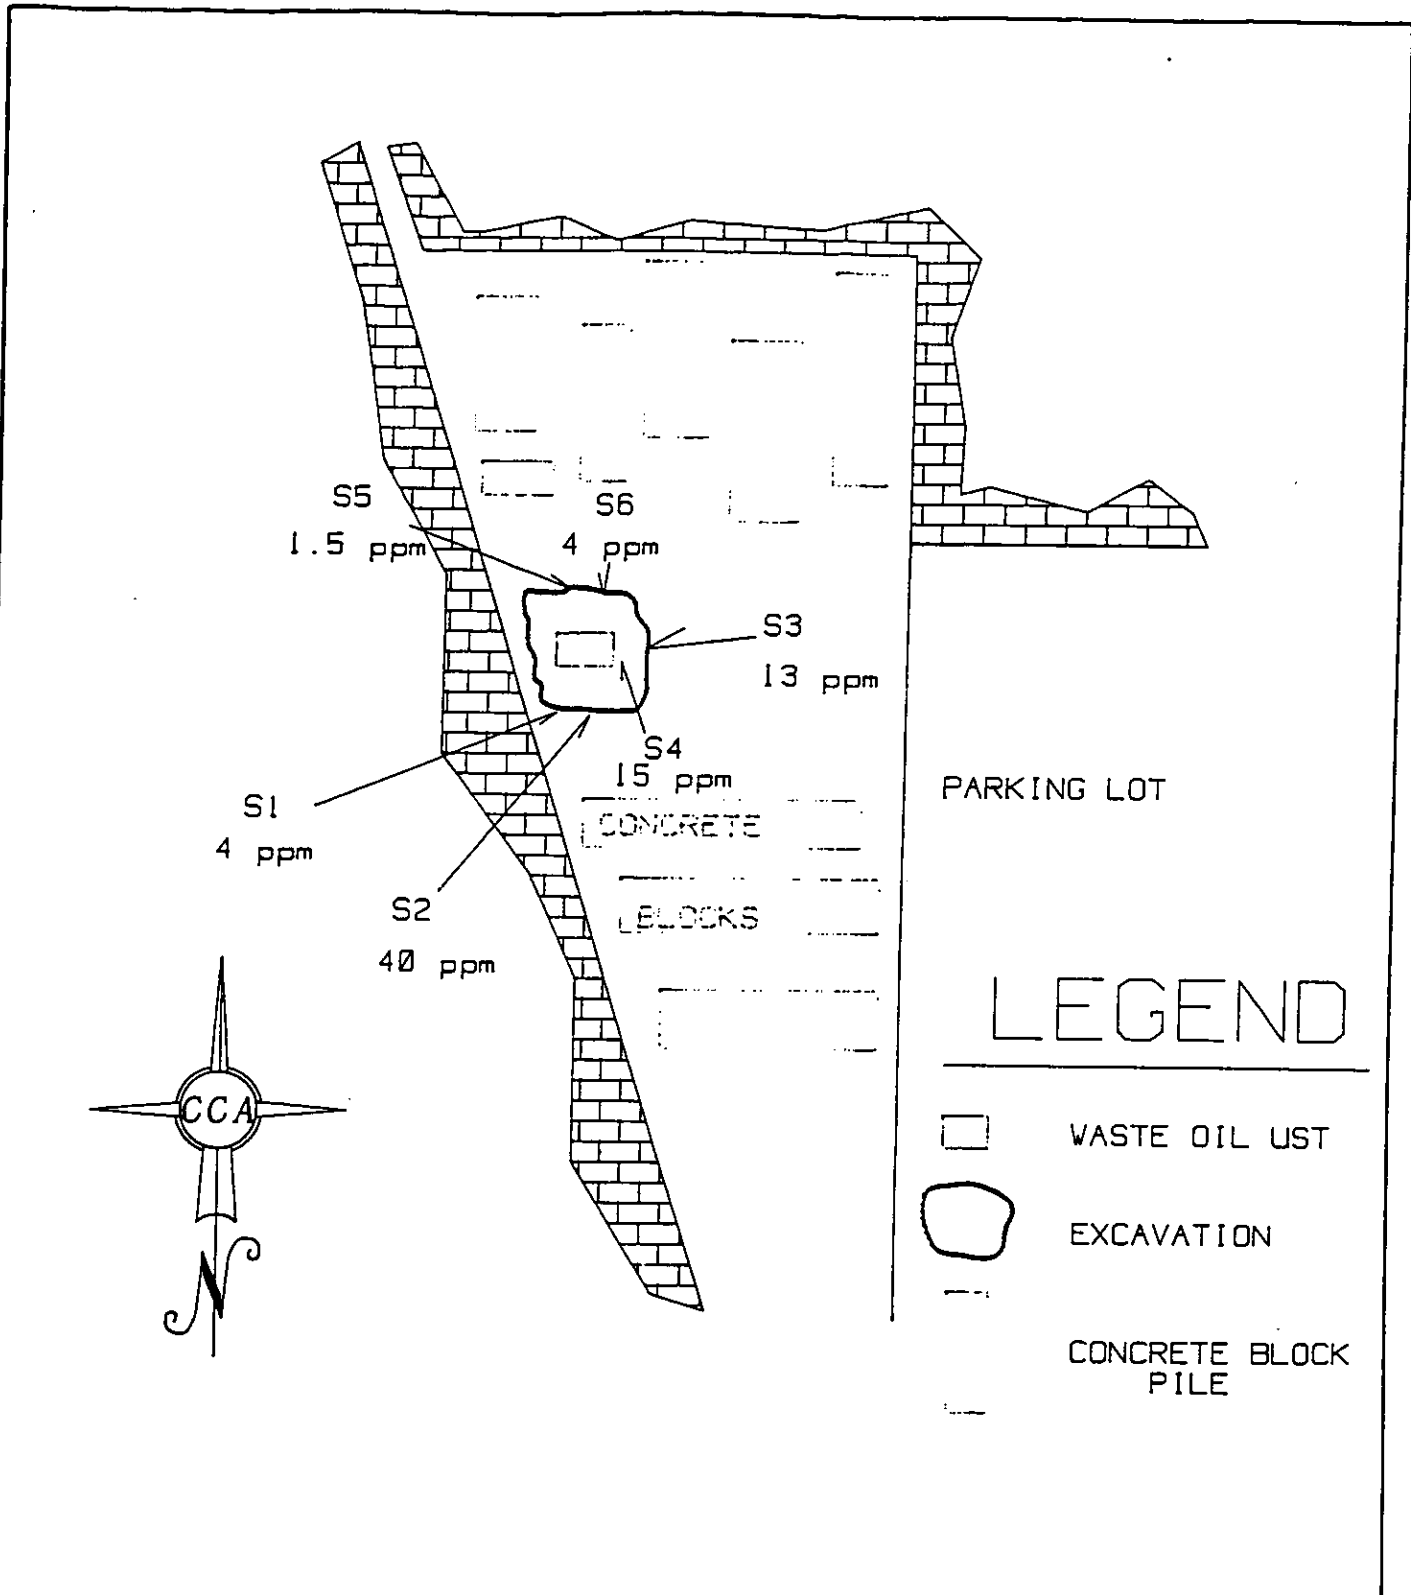 S5
1.5 ppm
S6
4 ppm
S3
13 ppm
S4
15 ppm
S1
4 ppm
S2
40 ppm
CONCRETE
BLOCKS
PARKING LOT
CCA
N
LEGEND
WASTE OIL UST
EXCAVATION
CONCRETE BLOCK
PILE